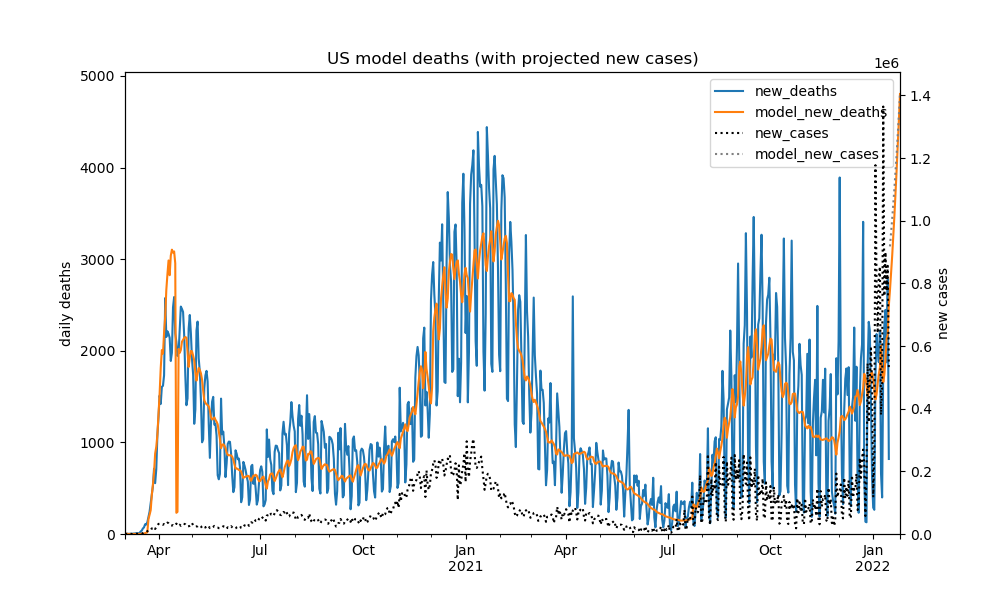 US model deaths (with projected new cases)
1e6
5000
4000
3000
2000
1000
0
daily deaths
1.4
1.2
1.0
0.8
0.6
0.4
0.2
0.0
new cases
new_deaths
model_new_deaths
new_cases
model_new_cases
Apr Jul Oct Jan Apr Jul Oct Jan
2021 2022